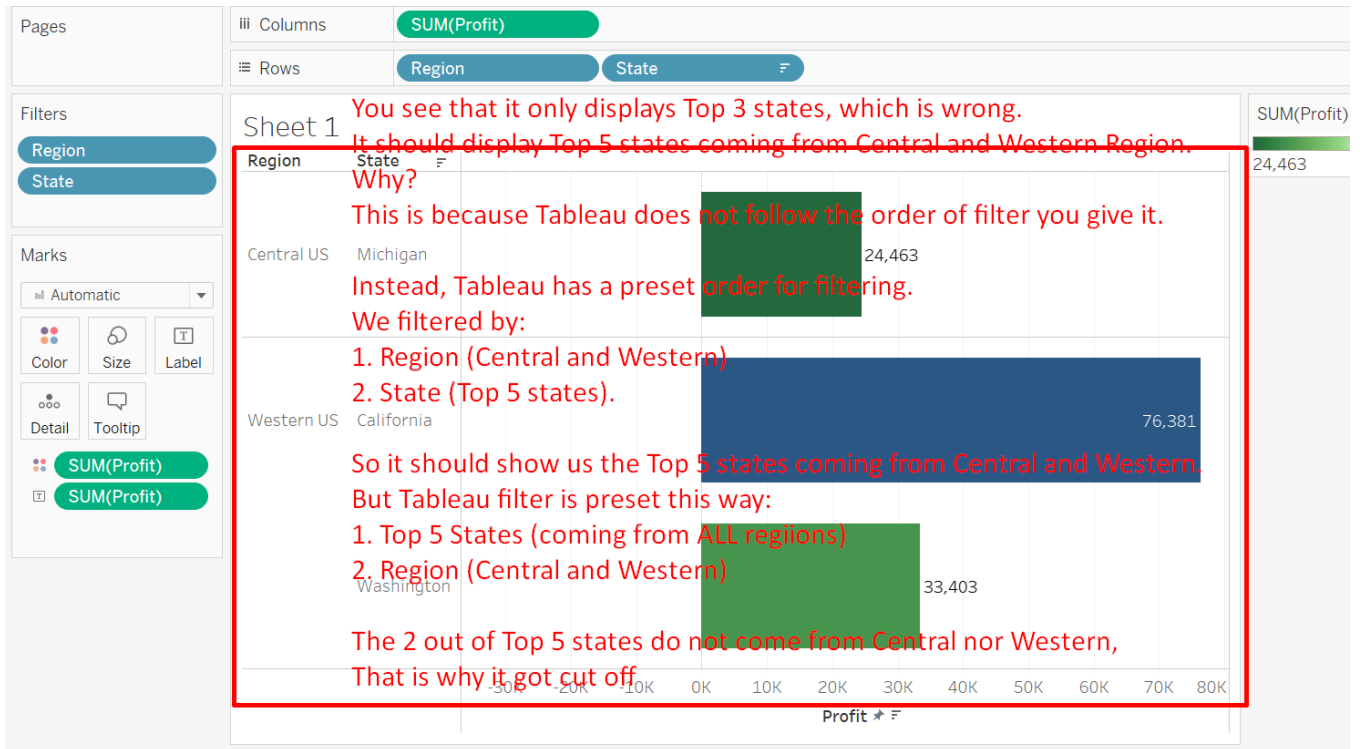 Pages
iii Columns
SUM(Profit)
Rows
Region
State
Filters
Region
State
Marks
Automatic
Color
Size
Label
Detail
Tooltip
SUM(Profit)
SUM(Profit)
Sheet 1
You see that it only displays Top 3 states, which is wrong.
It should display Top 5 states coming from Central and Western Region.
Region
State
Why?
This is because Tableau does not follow the order of filter you give it.
Central US
Michigan
24,463
Instead, Tableau has a preset order for filtering.
We filtered by:
1. Region (Central and Western)
2. State (Top 5 states).
Western US
California
76,381
So it should show us the Top 5 states coming from Central and Western.
But Tableau filter is preset this way:
1. Top 5 States (coming from ALL regiions)
2. Region (Central and Western)
Washington
33,403
The 2 out of Top 5 states do not come from Central nor Western,
That is why it got cut off
-30K -20K -10K 0K 10K 20K 30K 40K 50K 60K 70K 80K
Profit
SUM(Profit)
24,463